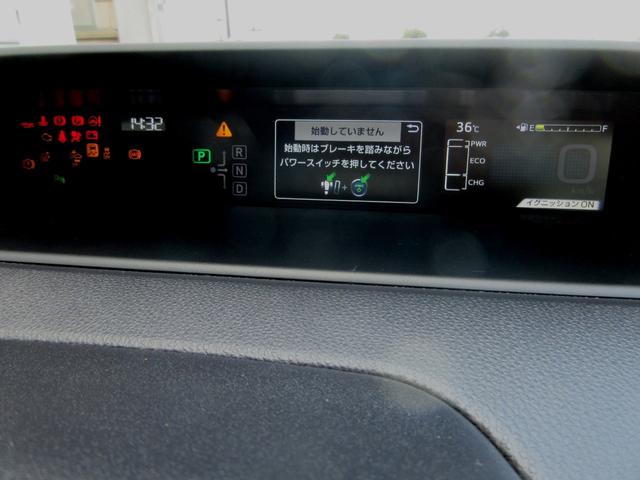 14:32
P
R
N
D
始動していません
始動時はブレーキを踏みながら
パワースイッチを押してください
+
36℃
PWR
ECO
CHG
E F
0
km/h
イグニッションON